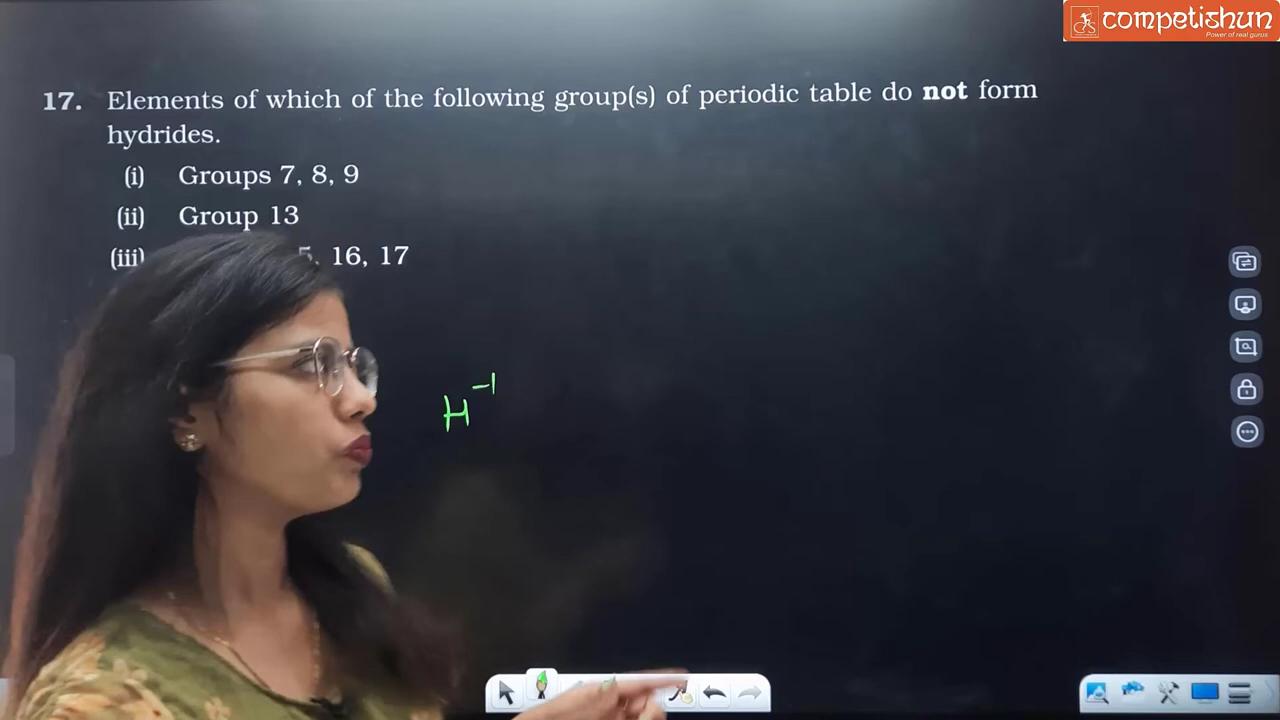 competishun
Power of real gurus
17. Elements of which of the following group(s) of periodic table do not form
hydrides.
(i) Groups 7, 8, 9
(ii) Group 13
(iii) 16, 17
H⁻¹